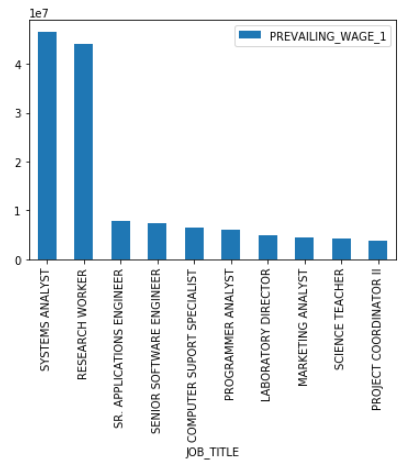 1e7
PREVAILING_WAGE_1
4
3
2
1
0
SYSTEMS ANALYST
RESEARCH WORKER
SR. APPLICATIONS ENGINEER
SENIOR SOFTWARE ENGINEER
COMPUTER SUPORT SPECIALIST
PROGRAMMER ANALYST
LABORATORY DIRECTOR
MARKETING ANALYST
SCIENCE TEACHER
PROJECT COORDINATOR II
JOB_TITLE